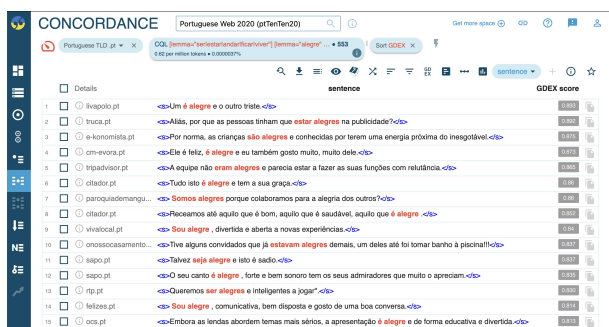 CONCORDANCE
Portuguese Web 2020 (ptTenTen20)
Get more space
Portuguese TLD .pt
CQL [lemma="ser|estar|andar|ficar|viver"] [lemma="alegre" ... • 553
0.62 per million tokens • 0.0000037%
Sort GDEX
GD EX
sentence
Details sentence GDEX score
1 livapolo.pt <s>Um é alegre e o outro triste.</s> 0.893
2 truca.pt <s>Aliás, por que as pessoas tinham que estar alegres na publicidade?</s> 0.892
3 e-konomista.pt <s>Por norma, as crianças são alegres e conhecidas por terem uma energia próxima do inesgotável.</s> 0.875
4 cm-evora.pt <s>Ele é feliz, é alegre e eu também gosto muito, muito dele.</s> 0.873
5 tripadvisor.pt <s>A equipe não eram alegres e parecia estar a fazer as suas funções com relutância.</s> 0.865
6 citador.pt <s>Tudo isto é alegre e tem a sua graça.</s> 0.86
7 paroquiademangu... <s> Somos alegres porque colaboramos para a alegria dos outros?</s> 0.86
8 citador.pt <s>Receamos até aquilo que é bom, aquilo que é saudável, aquilo que é alegre .</s> 0.852
9 vivalocal.pt <s> Sou alegre , divertida e aberta a novas experiências.</s> 0.84
10 onossocasamento... <s>Tive alguns convidados que já estavam alegres demais, um deles até foi tomar banho à piscina!!!</s> 0.837
11 sapo.pt <s>Talvez seja alegre e isto é sadio.</s> 0.837
12 sapo.pt <s>O seu canto é alegre , forte e bem sonoro tem os seus admiradores que muito o apreciam.</s> 0.835
13 rtp.pt <s>Queremos ser alegres e inteligentes a jogar".</s> 0.830
14 felizes.pt <s> Sou alegre , comunicativa, bem disposta e gosto de uma boa conversa.</s> 0.814
15 ocs.pt <s>Embora as lendas abordem temas mais sérios, a apresentação é alegre e de forma educativa e divertida.</s> 0.813